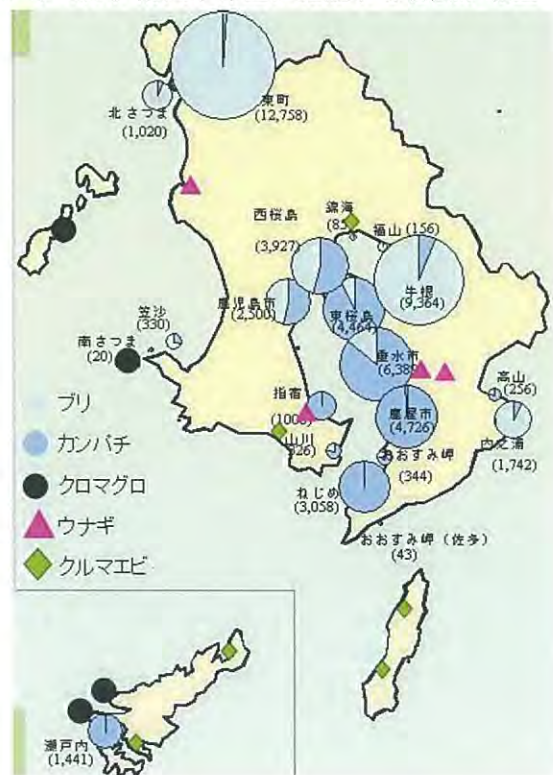 東町
(12,758)
北さつま
(1,020)
錦海
(85
西桜島
(3,927)
福山 (156)
牛根
(9,364)
鹿児島市
(2,500)
東桜島
(4,464)
笠沙
(330)
南さつま
(20)
垂水市
(6,389)
高山
(256)
指宿
(1006)
鹿屋市
(4,726)
内之浦
(1,742)
山川
(326)
おおすみ岬
(344)
ねじめ
(3,058)
おおすみ岬(佐多)
(43)
ブリ
カンパチ
クロマグロ
ウナギ
クルマエビ
瀬戸内
(1,441)